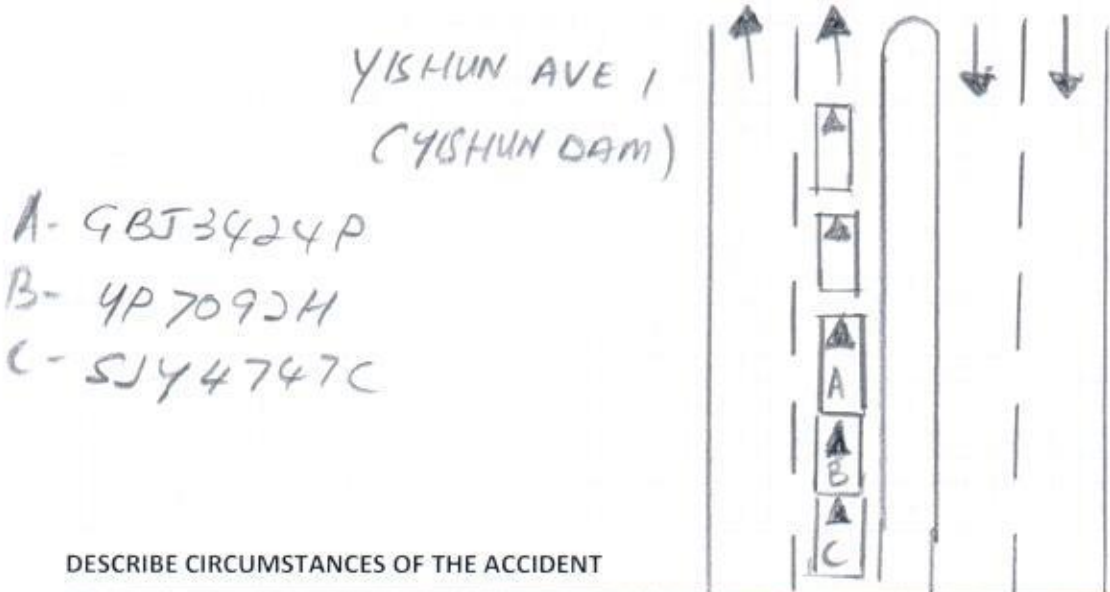 YISHUN AVE 1
(YISHUN DAM)
A- GBJ3424P
B- YP7092H
C- SJY4747C
A
B
C
DESCRIBE CIRCUMSTANCES OF THE ACCIDENT